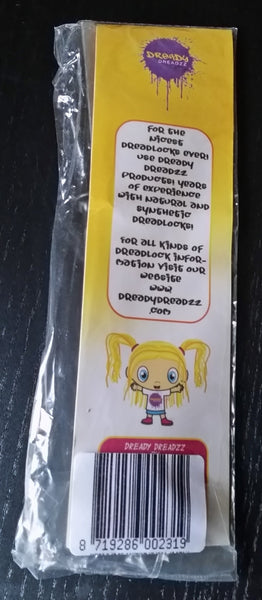 DREADY
DREADZZ
FOR THE
NICEST
DREADLOCKS EVER!
USE DREADY
DREADZZ
PRODUCTS! YEARS
OF EXPERIENCE
WITH NATURAL AND
SYNTHETIC
DREADLOCKS!
FOR ALL KINDS OF
DREADLOCK INFOR-
MATION VISIT OUR
WEBSITE
WWW
DREADYDREADZZ
.COM
DREADY DREADZZ
8 719286 002319